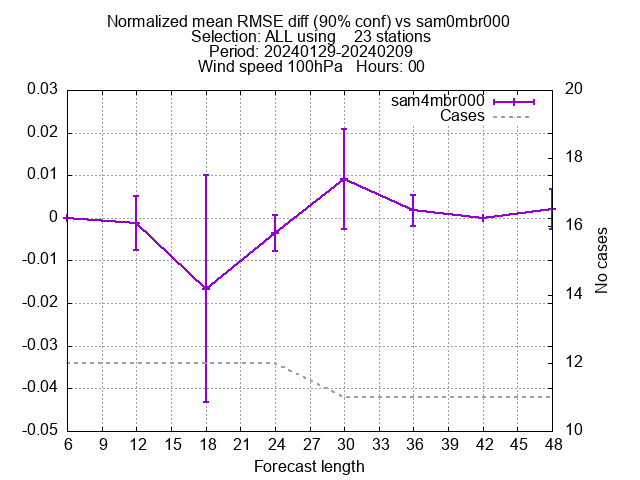 Normalized mean RMSE diff (90% conf) vs sam0mbr000
Selection: ALL using    23 stations
Period: 20240129-20240209
Wind speed 100hPa   Hours: 00
sam4mbr000
Cases
0.03
0.02
0.01
0
-0.01
-0.02
-0.03
-0.04
-0.05
20
18
16
14
12
10
No cases
6 12 15 18 21 24 27 30 33 36 39 42 45 48
Forecast length